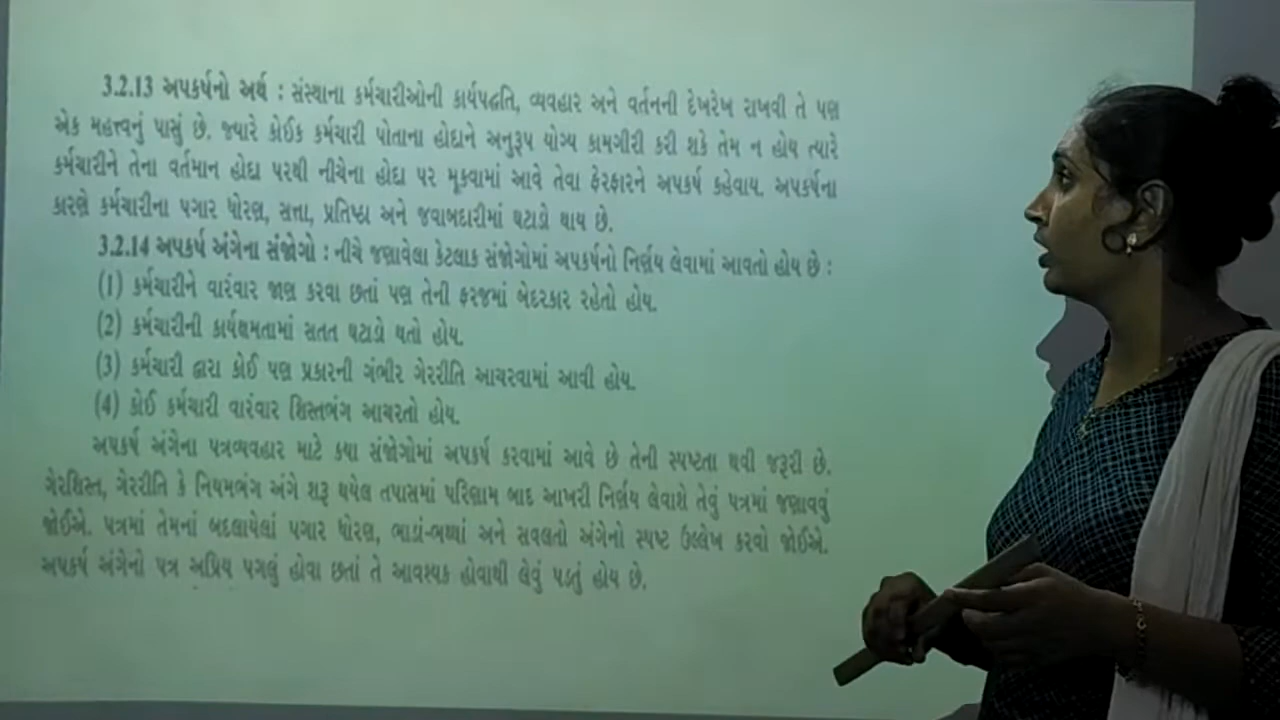 3.2.13 અપકર્ષનો અર્થ : સંસ્થાના કર્મચારીઓની કાર્યપદ્ધતિ, વ્યવહાર અને વર્તનની દેખરેખ રાખવી તે પણ
એક મહત્ત્વનું પાસું છે. જ્યારે કોઈક કર્મચારી પોતાના હોદાને અનુરૂપ યોગ્ય કામગીરી કરી શકે તેમ ન હોય ત્યારે
કર્મચારીને તેના વર્તમાન હોદા પરથી નીચેના હોદા પર મૂકવામાં આવે તેવા ફેરફારને અપકર્ષ કહેવાય. અપકર્ષના
કારણે કર્મચારીના પગાર ધોરણ, સત્તા, પ્રતિષ્ઠા અને જવાબદારીમાં ઘટાડો થાય છે.
3.2.14 અપકર્ષ અંગેના સંજોગો : નીચે જણાવેલા કેટલાક સંજોગોમાં અપકર્ષનો નિર્ણય લેવામાં આવતો હોય છે :
(1) કર્મચારીને વારંવાર જાણ કરવા છતાં પણ તેની ફરજમાં બેદરકાર રહેતો હોય.
(2) કર્મચારીની કાર્યક્ષમતામાં સતત ઘટાડો થતો હોય.
(3) કર્મચારી દ્વારા કોઈ પણ પ્રકારની ગંભીર ગેરરીતિ આચરવામાં આવી હોય.
(4) કોઈ કર્મચારી વારંવાર શિસ્તભંગ આચરતો હોય.
અપકર્ષ અંગેના પત્રવ્યવહાર માટે કયા સંજોગોમાં અપકર્ષ કરવામાં આવે છે તેની સ્પષ્ટતા થવી જરૂરી છે.
ગેરશિસ્ત, ગેરરીતિ કે નિયમભંગ અંગે શરૂ થયેલ તપાસમાં પરિણામ બાદ આખરી નિર્ણય લેવાશે તેવું પત્રમાં જણાવવું
જોઈએ. પત્રમાં તેમનાં બદલાયેલાં પગાર ધોરણ, ભાડાં-ભથ્થાં અને સવલતો અંગેનો સ્પષ્ટ ઉલ્લેખ કરવો જોઈએ.
અપકર્ષ અંગેનો પત્ર અપ્રિય પગલું હોવા છતાં તે આવશ્યક હોવાથી લેવું પડતું હોય છે.